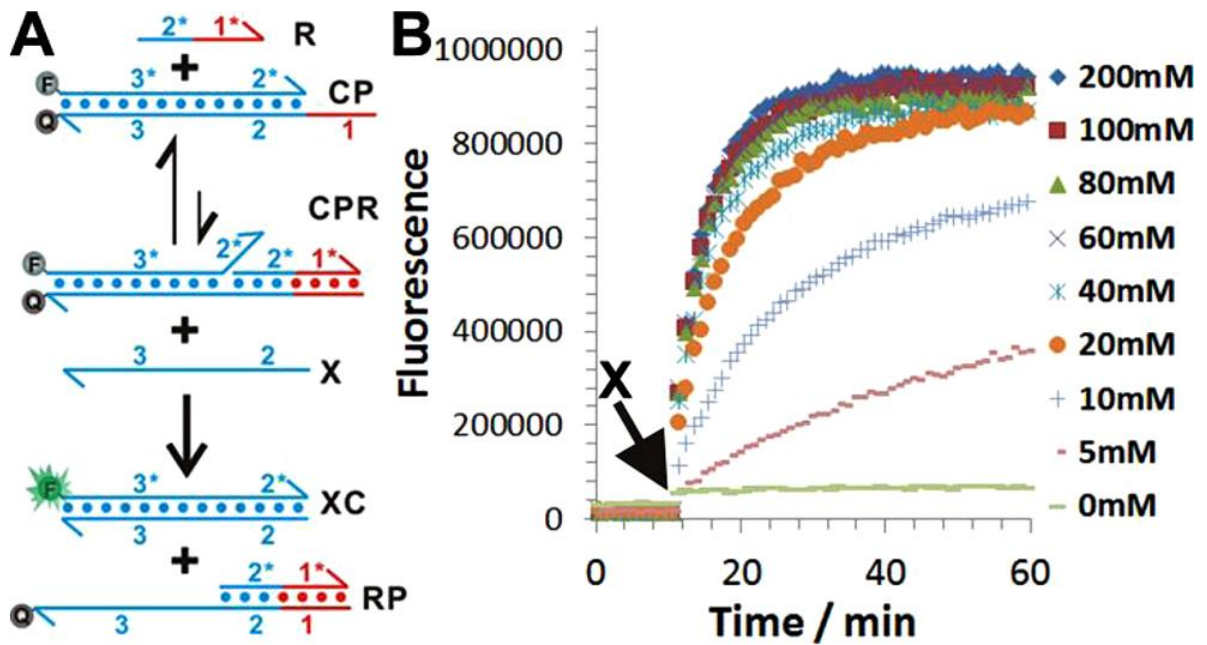 A
2* 1* R
+
F 3* 2* CP
Q 3 2 1
CPR
F 3* 2* 2* 1*
Q
+
3 2 X
F 3* 2* XC
3 2
+
2* 1* RP
Q 3 2 1
B
Fluorescence
1000000
800000
600000
400000
200000
0
X
0 20 40 60
Time / min
200mM
100mM
80mM
60mM
40mM
20mM
10mM
5mM
0mM